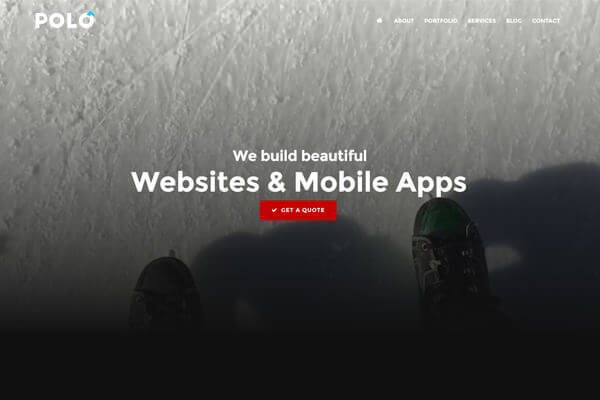 POLO
ABOUT
PORTFOLIO
SERVICES
BLOG
CONTACT
We build beautiful
Websites & Mobile Apps
GET A QUOTE